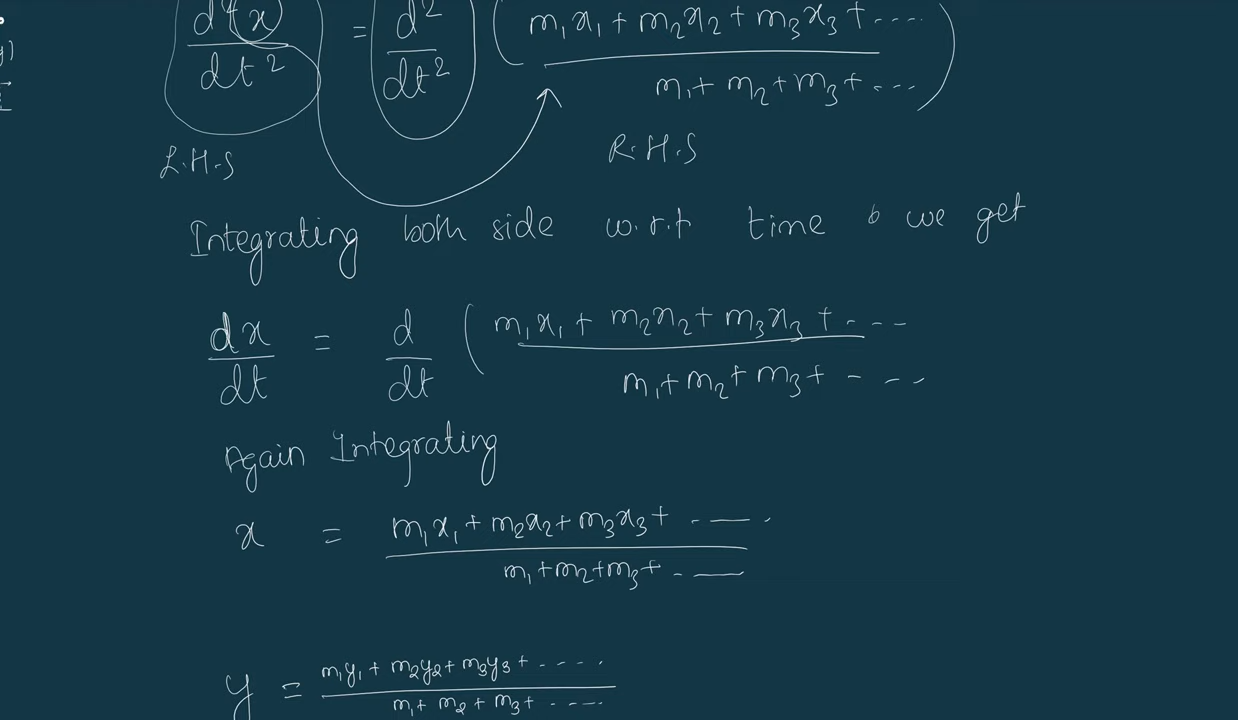 d²(x)/dt² = d²/dt² (m₁x₁ + m₂x₂ + m₃x₃ + ..../m₁ + m₂ + m₃ + ...)
L.H.S R.H.S
Integrating both side w.r.t time we get
dx/dt = d/dt (m₁x₁ + m₂x₂ + m₃x₃ + .---/m₁ + m₂ + m₃ + - ---
Again Integrating
x = m₁x₁ + m₂x₂ + m₃x₃ + .----./m₁ + m₂ + m₃ + .---
y = m₁y₁ + m₂y₂ + m₃y₃ + ...../m₁ + m₂ + m₃ + .....